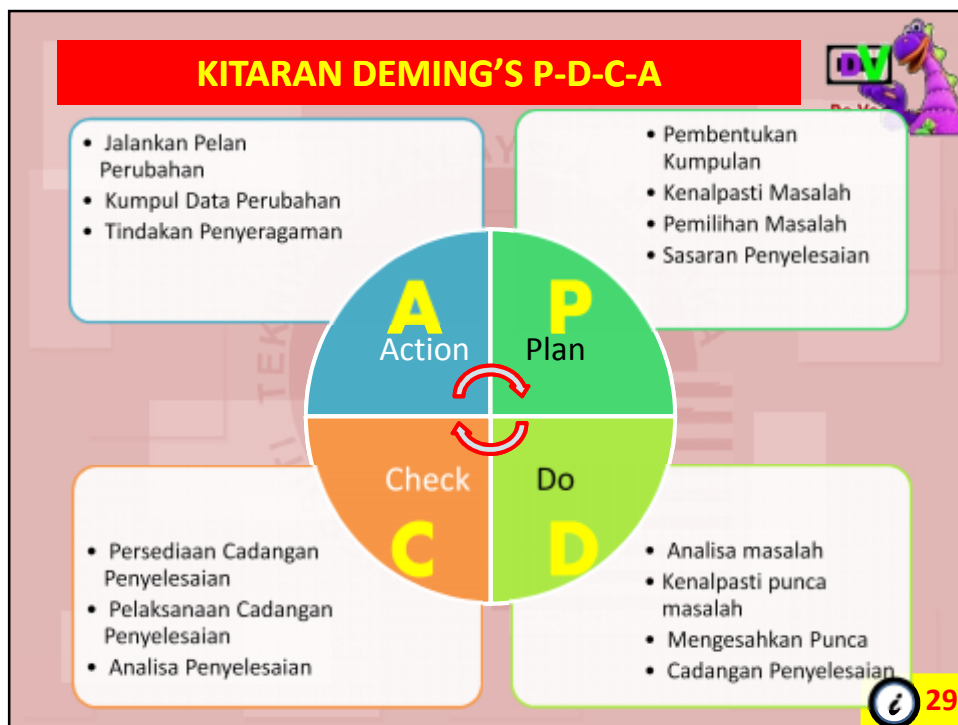 KITARAN DEMING'S P-D-C-A
DV
• Jalankan Pelan
Perubahan
• Kumpul Data Perubahan
• Tindakan Penyeragaman
• Pembentukan
Kumpulan
• Kenalpasti Masalah
• Pemilihan Masalah
• Sasaran Penyelesaian
A
Action
P
Plan
Check
C
Do
D
• Persediaan Cadangan
Penyelesaian
• Pelaksanaan Cadangan
Penyelesaian
• Analisa Penyelesaian
• Analisa masalah
• Kenalpasti punca
masalah
• Mengesahkan Punca
• Cadangan Penyelesaian
i
29